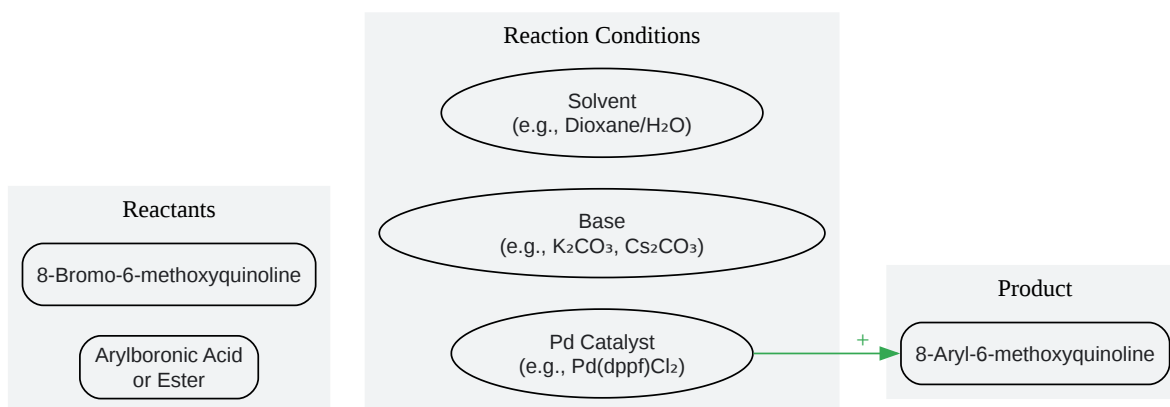 Reactants
8-Bromo-6-methoxyquinoline
Arylboronic Acid
or Ester
Reaction Conditions
Solvent
(e.g., Dioxane/H₂O)
Base
(e.g., K₂CO₃, Cs₂CO₃)
Pd Catalyst
(e.g., Pd(dppf)Cl₂)
+
Product
8-Aryl-6-methoxyquinoline